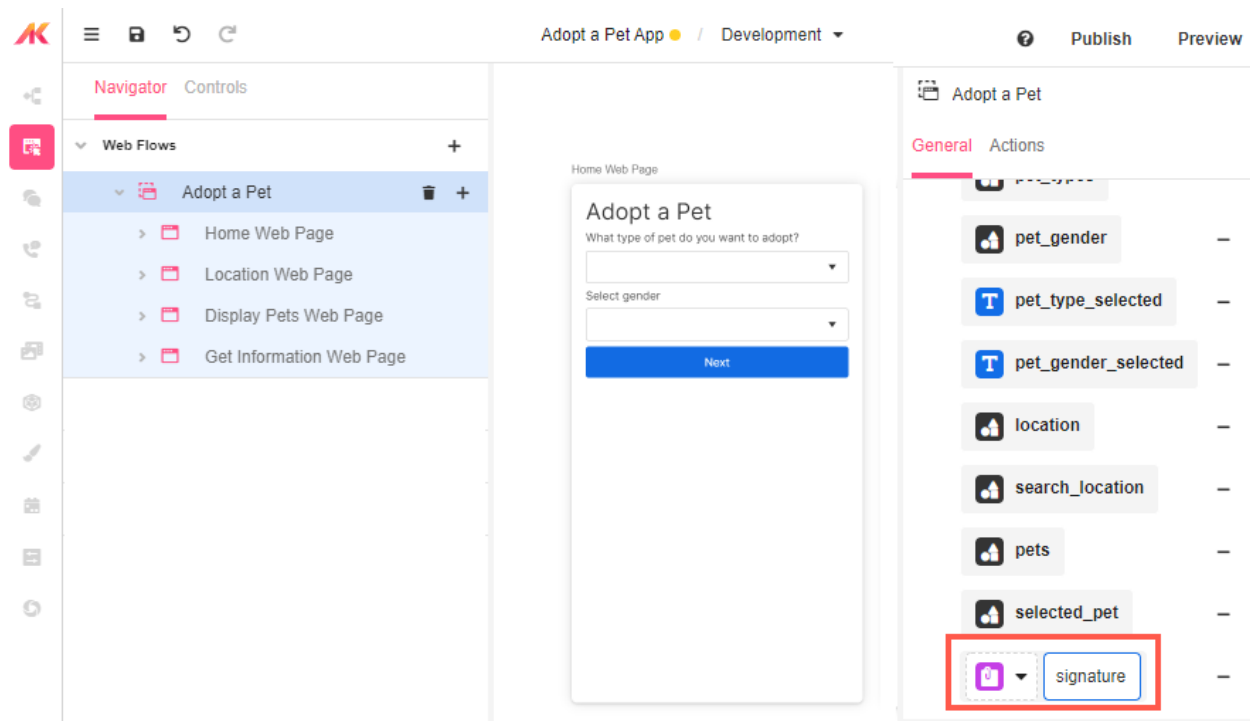 Adopt a Pet App / Development
Publish Preview
Navigator Controls
Web Flows
Adopt a Pet
Home Web Page
Location Web Page
Display Pets Web Page
Get Information Web Page
Home Web Page
Adopt a Pet
What type of pet do you want to adopt?
Select gender
Next
Adopt a Pet
General Actions
pet_types
pet_gender
pet_type_selected
pet_gender_selected
location
search_location
pets
selected_pet
signature